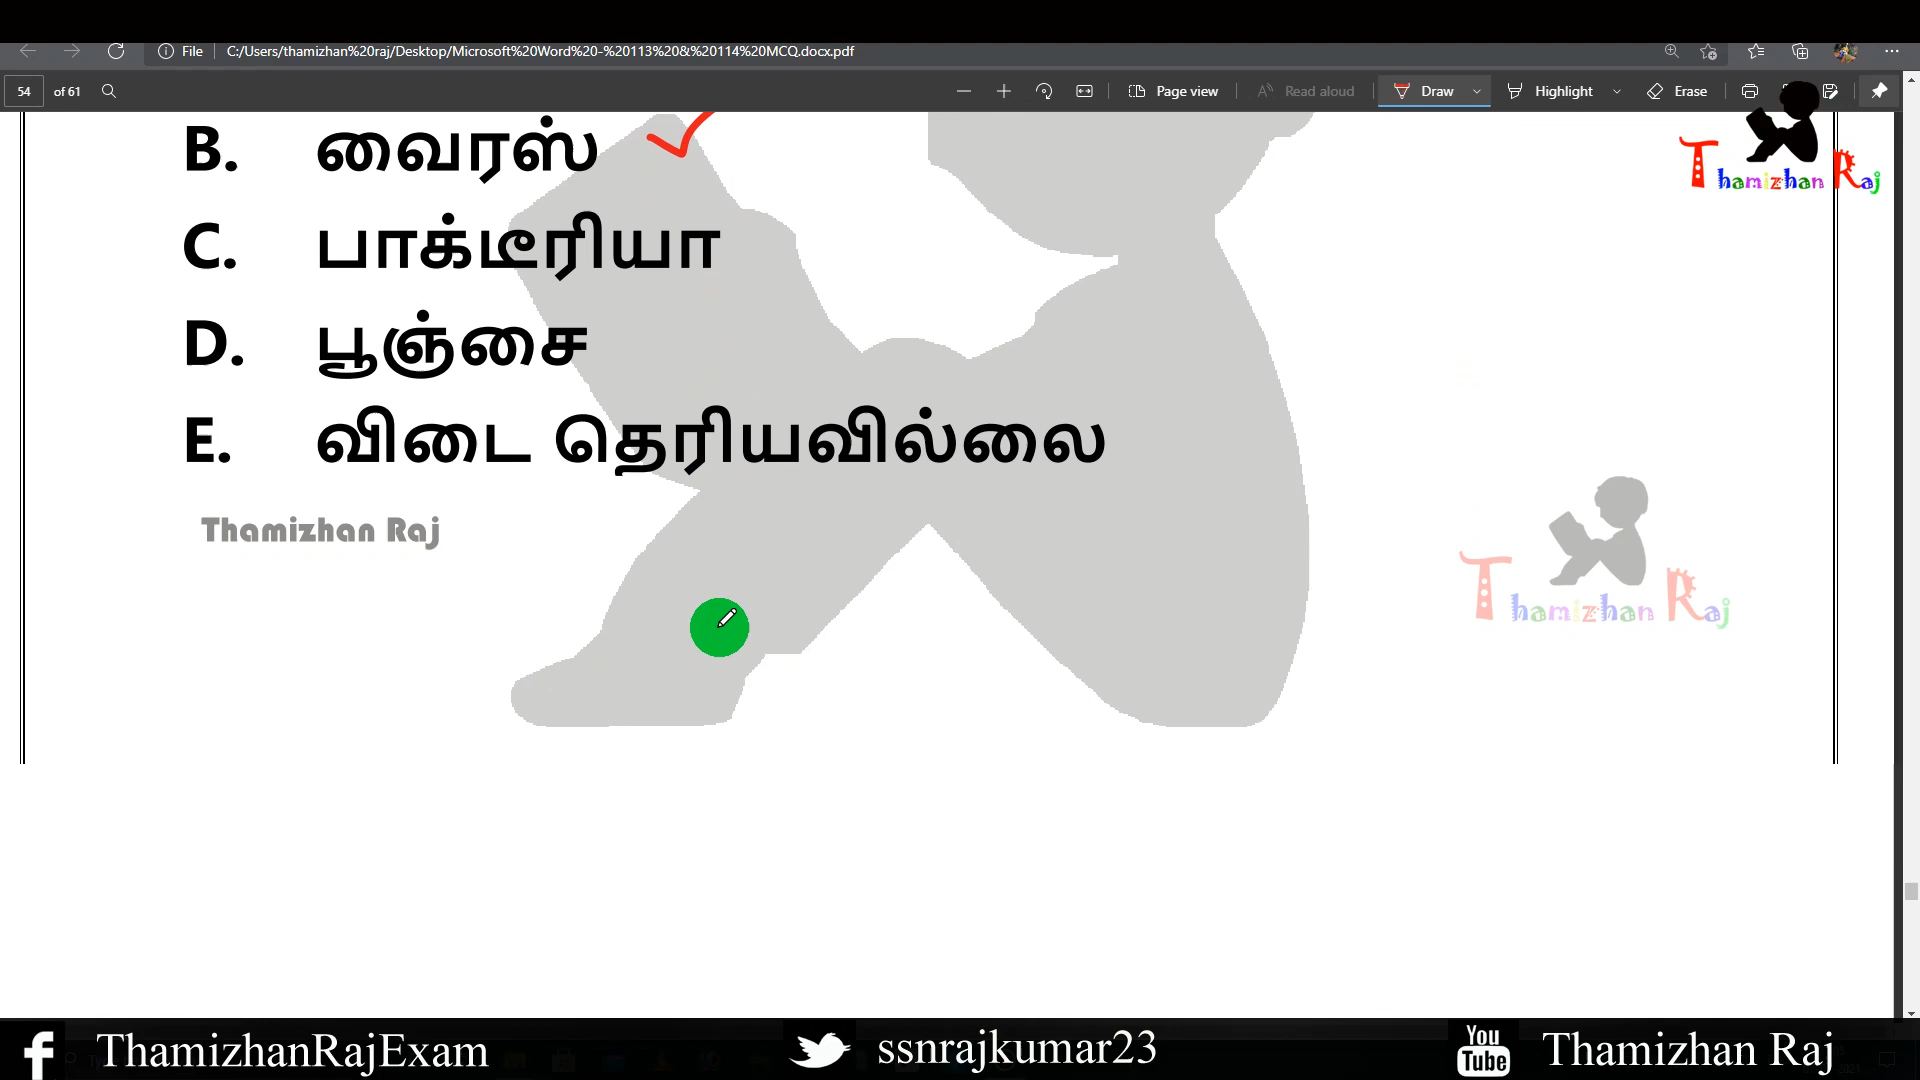 File C:/Users/thamizhan%20raj/Desktop/Microsoft%20Word%20-%20113%20&%20114%20MCQ.docx.pdf
54 of 61 Page view Read aloud Draw Highlight Erase
B. வைரஸ்
Thamizhan Raj
C. பாக்டீரியா
D. பூஞ்சை
E. விடை தெரியவில்லை
Thamizhan Raj
Thamizhan Raj
ThamizhanRajExam ssnrajkumar23 You Tube Thamizhan Raj